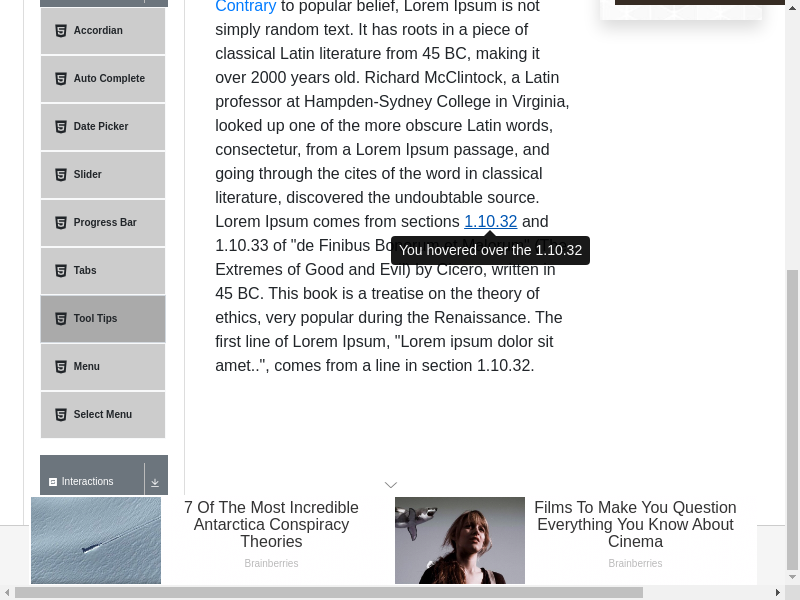 Accordian
Auto Complete
Date Picker
Slider
Progress Bar
Tabs
Tool Tips
Menu
Select Menu
Interactions
Contrary to popular belief, Lorem Ipsum is not
simply random text. It has roots in a piece of
classical Latin literature from 45 BC, making it
over 2000 years old. Richard McClintock, a Latin
professor at Hampden-Sydney College in Virginia,
looked up one of the more obscure Latin words,
consectetur, from a Lorem Ipsum passage, and
going through the cites of the word in classical
literature, discovered the undoubtable source.
Lorem Ipsum comes from sections 1.10.32 and
1.10.33 of "de Finibus
You hovered over the 1.10.32
Extremes of Good and Evil) by Cicero, written in
45 BC. This book is a treatise on the theory of
ethics, very popular during the Renaissance. The
first line of Lorem Ipsum, "Lorem ipsum dolor sit
amet..", comes from a line in section 1.10.32.
7 Of The Most Incredible
Antarctica Conspiracy
Theories
Brainberries
Films To Make You Question
Everything You Know About
Cinema
Brainberries